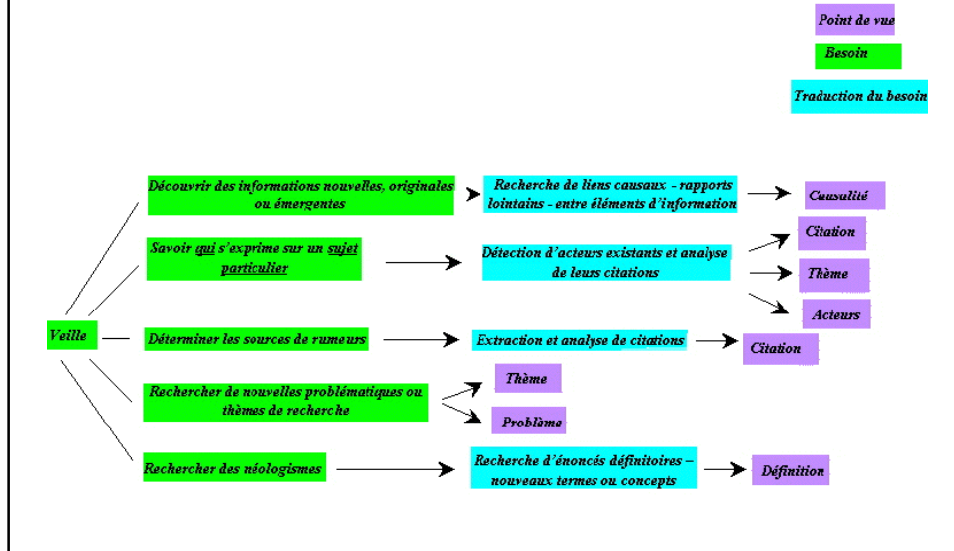 Point de vue
Besoin
Traduction du besoin
Découvrir des informations nouvelles, originales
ou émergentes
Recherche de liens causaux - rapports
lointains - entre éléments d'information
Causalité
Savoir qui s'exprime sur un sujet
particulier
Détection d'acteurs existants et analyse
de leurs citations
Citation
Thème
Acteurs
Veille
Déterminer les sources de rumeurs
Extraction et analyse de citations
Citation
Rechercher de nouvelles problématiques ou
thèmes de recherche
Thème
Problème
Rechercher des néologismes
Recherche d'énoncés définitoires –
nouveaux termes ou concepts
Définition